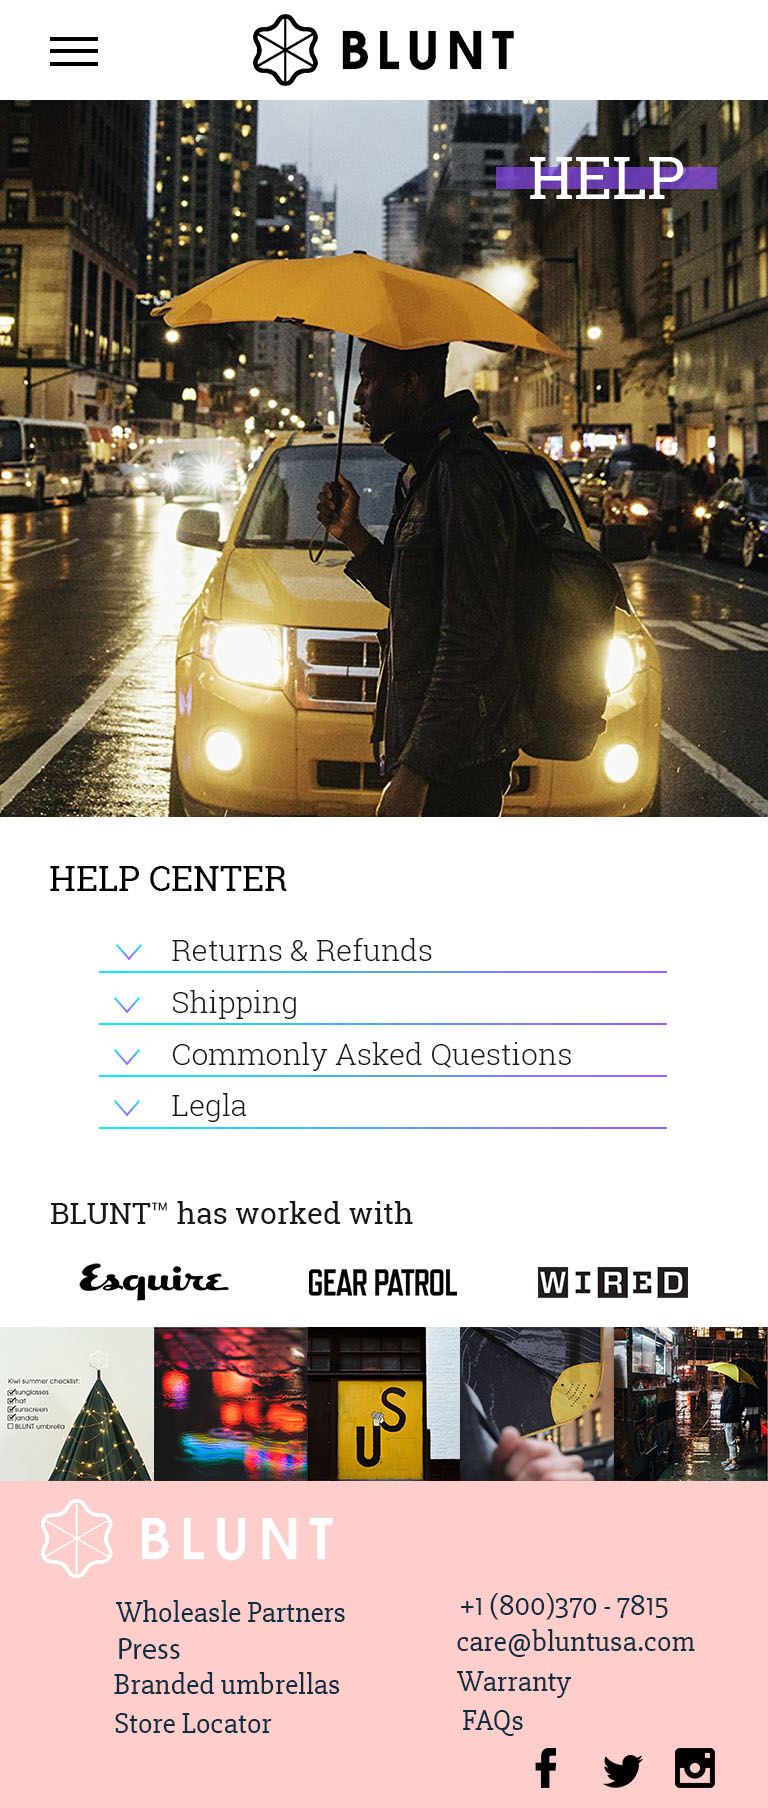 BLUNT
HELP
HELP CENTER
Returns & Refunds
Shipping
Commonly Asked Questions
Legla
BLUNT™ has worked with
Esquire
GEAR PATROL
WIRED
Kiwi summer checklist:
sunglasses
hat
sunscreen
jandals
BLUNT umbrella
US
BLUNT
Wholeasle Partners
Press
Branded umbrellas
Store Locator
+1 (800)370 - 7815
care@bluntusa.com
Warranty
FAQs